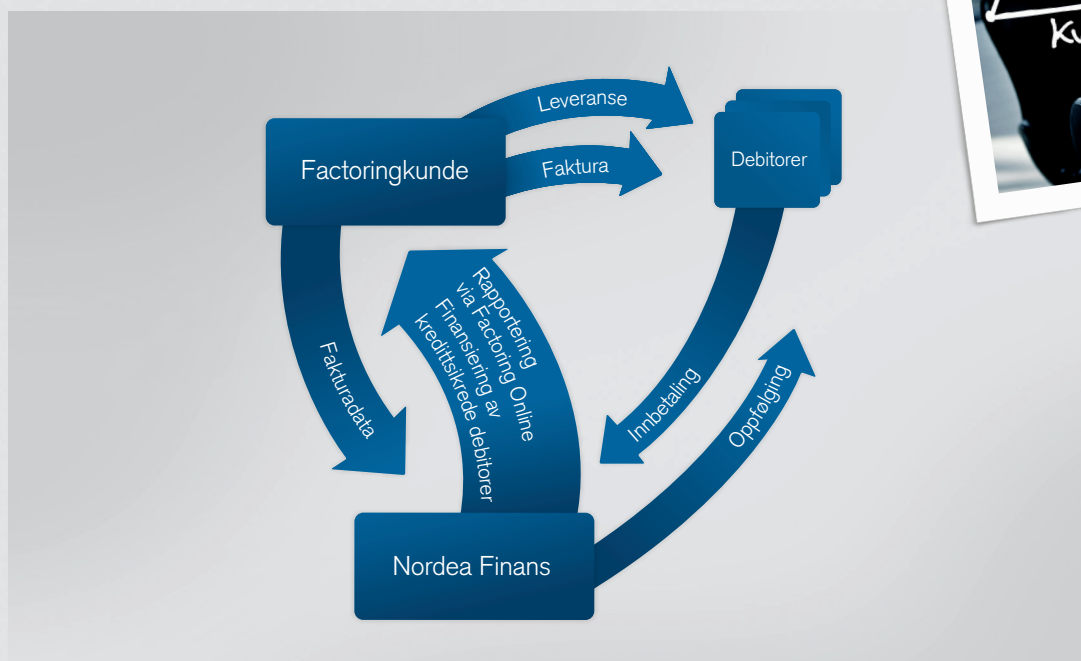 Leveranse
Factoringkunde
Faktura
Debitorer
Rapportering
via Factoring Online
Finansiering av
kredittsikrede debitorer
Fakturadata
Innbetaling
Oppfølging
Nordea Finans